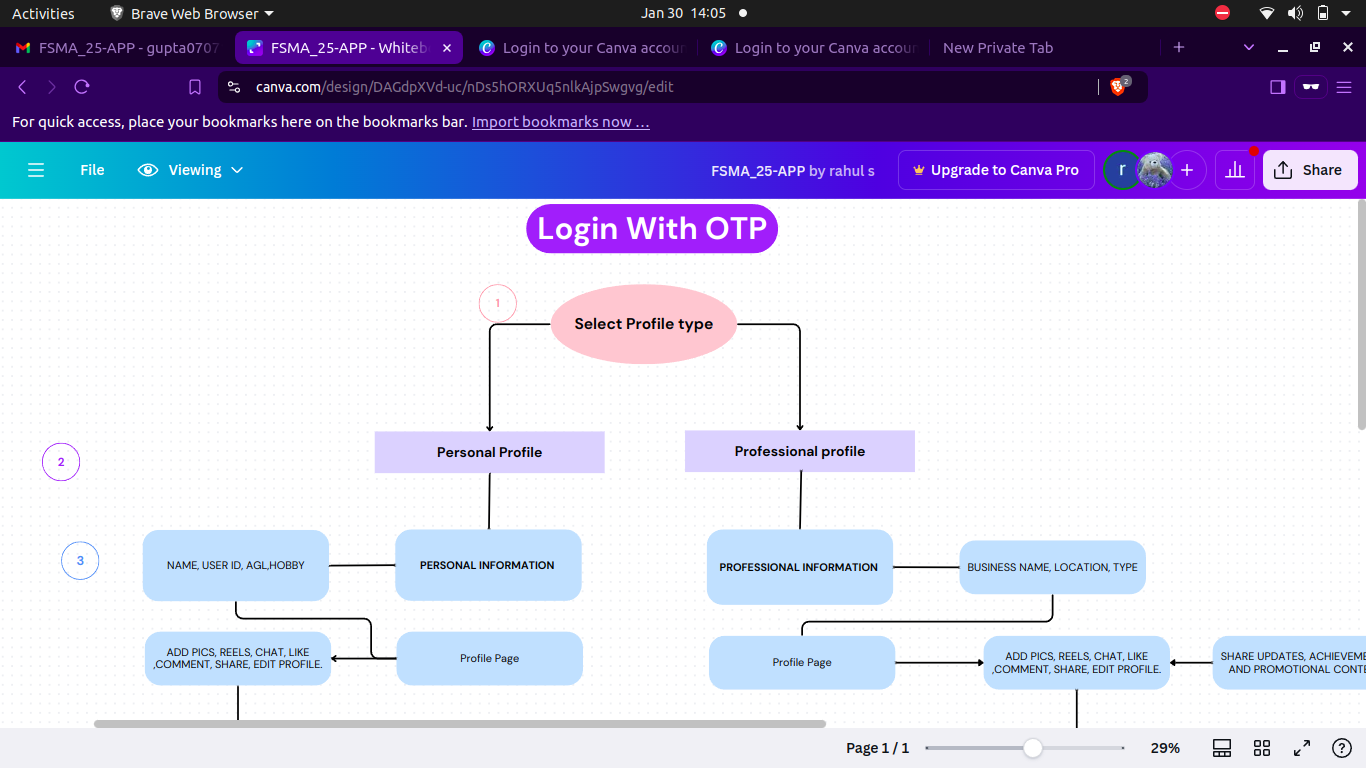 Activities
Brave Web Browser
Jan 30 14:05
FSMA_25-APP - gupta0707
FSMA_25-APP - Whiteb
Login to your Canva accoun
Login to your Canva accoun
New Private Tab
canva.com/design/DAGdpXVd-uc/nDs5hORXUq5nlkAjpSwgvg/edit
2
For quick access, place your bookmarks here on the bookmarks bar. Import bookmarks now ...
File
Viewing
FSMA_25-APP by rahul s
Upgrade to Canva Pro
r
Share
Login With OTP
1
Select Profile type
2
Personal Profile
Professional profile
3
NAME, USER ID, AGL,HOBBY
PERSONAL INFORMATION
PROFESSIONAL INFORMATION
BUSINESS NAME, LOCATION, TYPE
ADD PICS, REELS, CHAT, LIKE
,COMMENT, SHARE, EDIT PROFILE.
Profile Page
Profile Page
ADD PICS, REELS, CHAT, LIKE
,COMMENT, SHARE, EDIT PROFILE.
SHARE UPDATES, ACHIEVEME
AND PROMOTIONAL CONTE
Page 1 / 1
29%